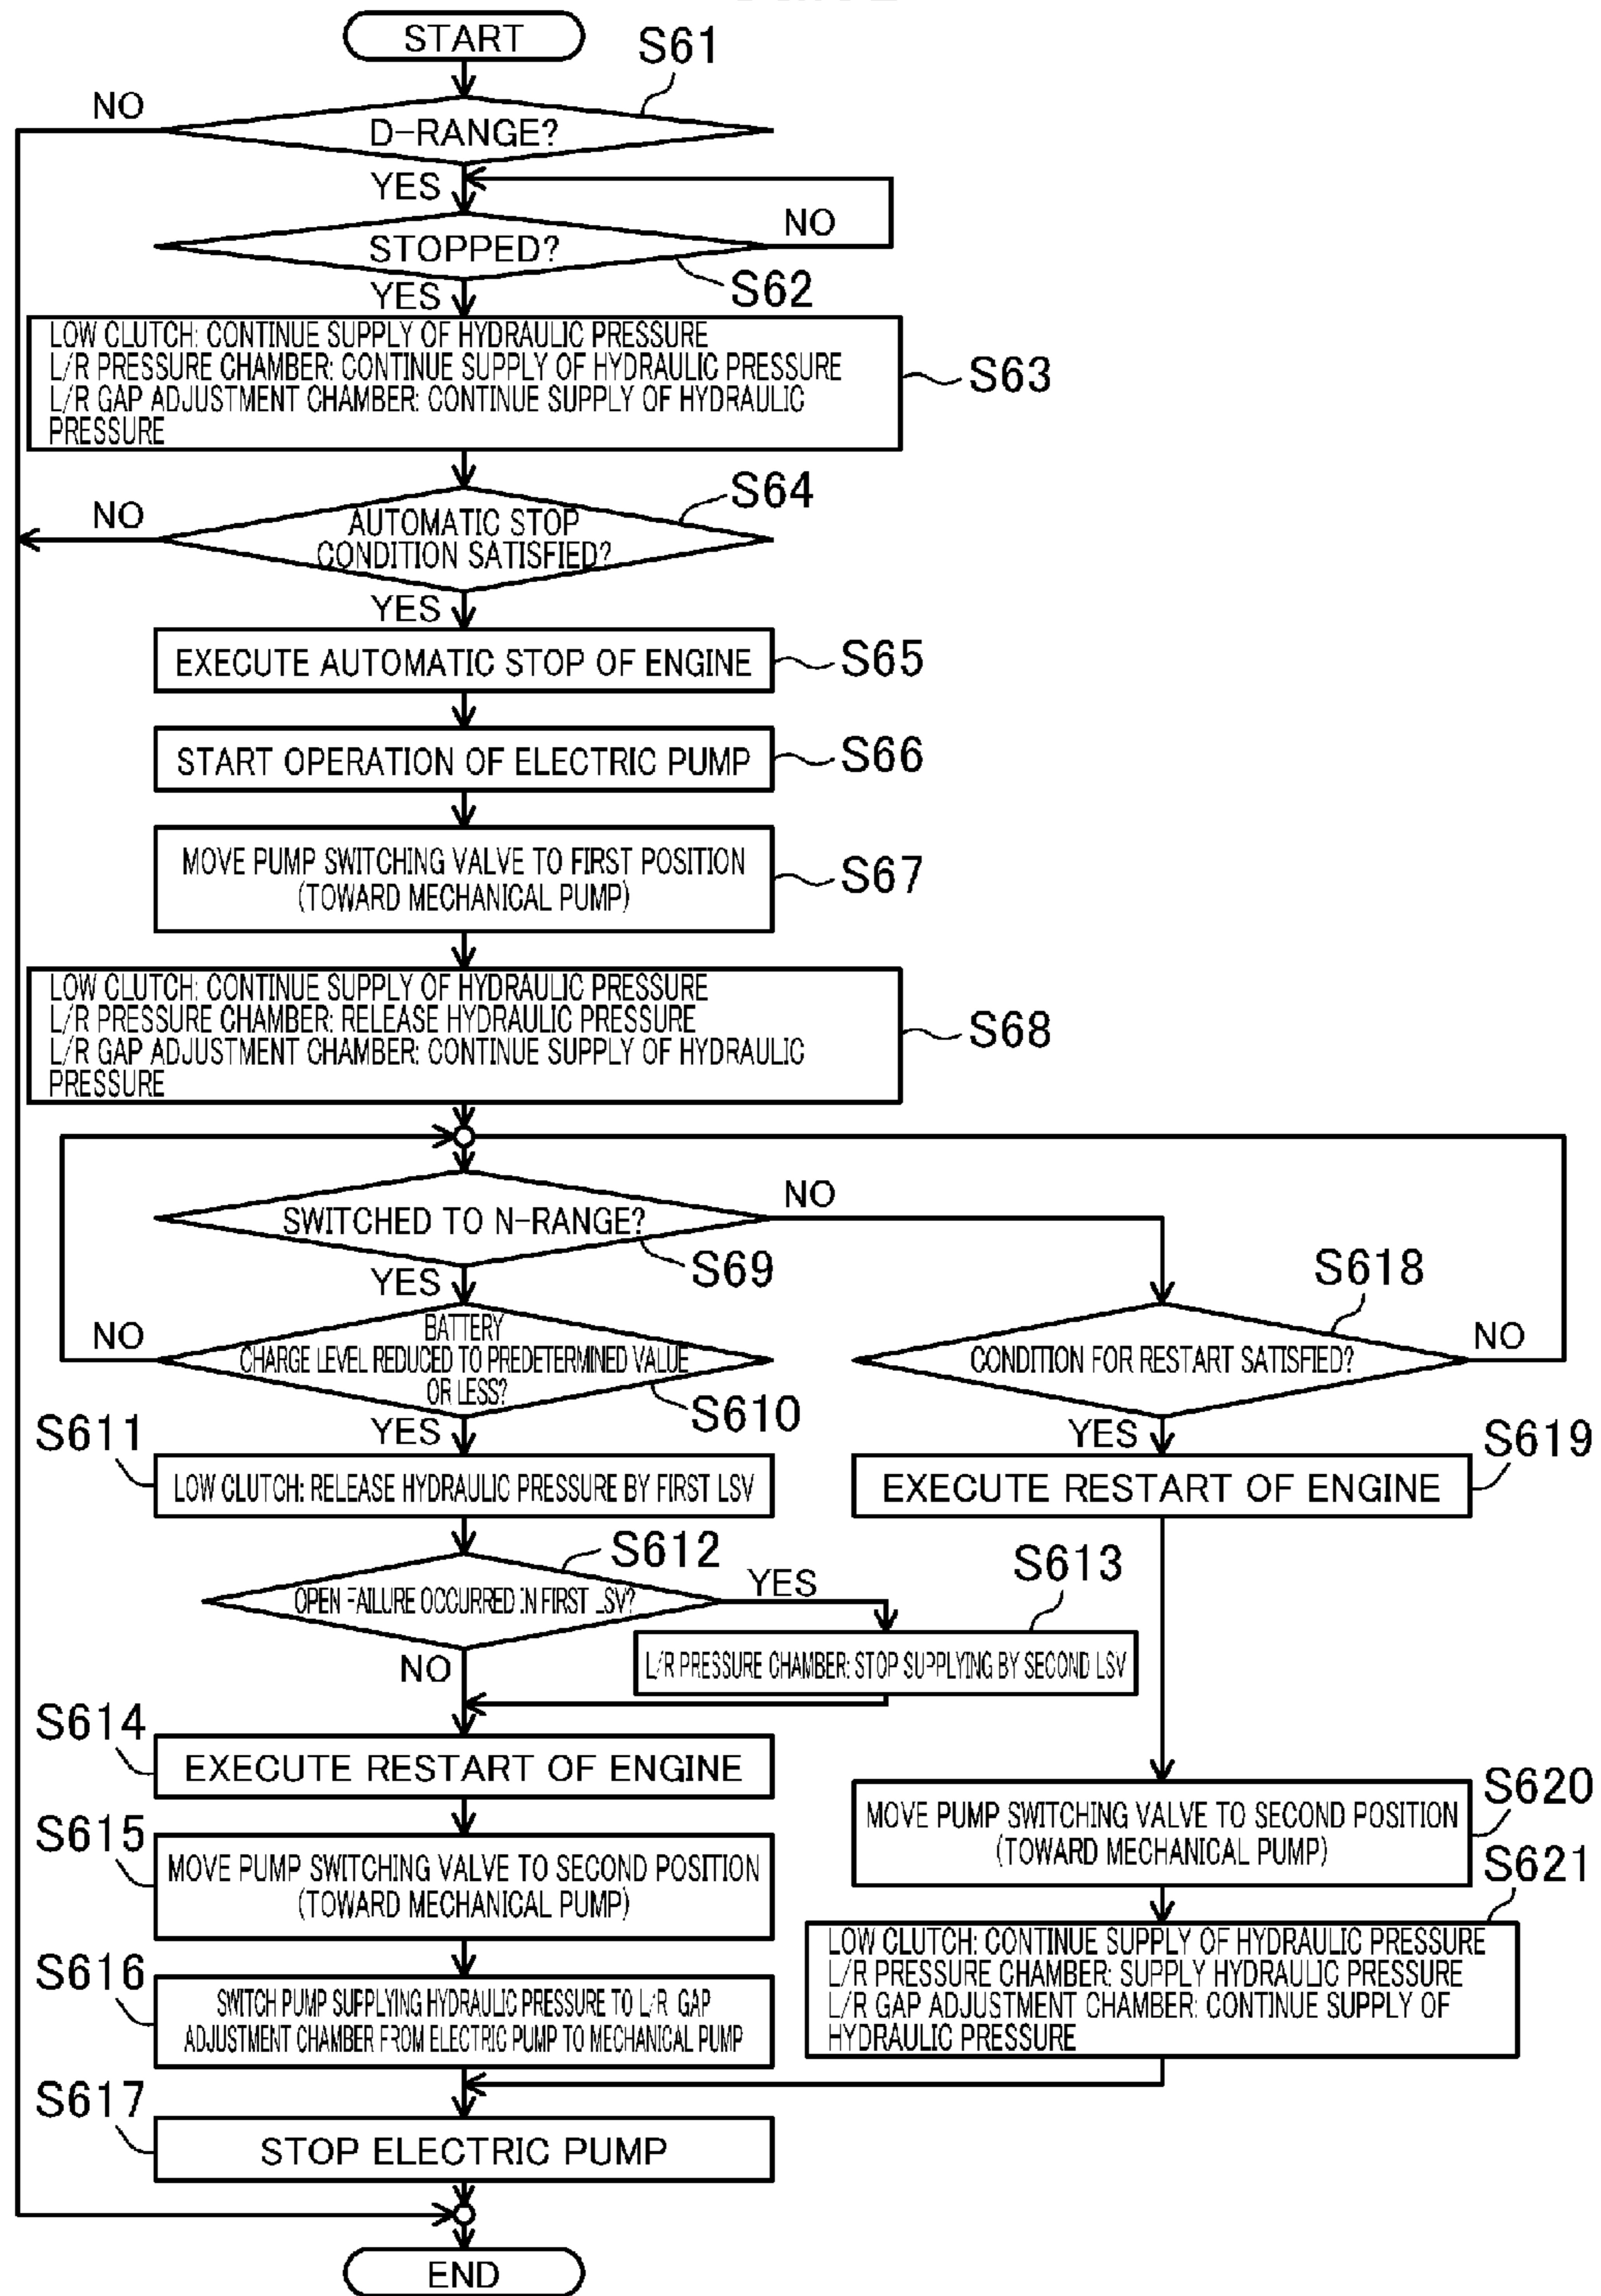 START
S61
NO
D-RANGE?
YES
NO
STOPPED?
S62
YES
LOW CLUTCH: CONTINUE SUPPLY OF HYDRAULIC PRESSURE
L/R PRESSURE CHAMBER: CONTINUE SUPPLY OF HYDRAULIC PRESSURE
L/R GAP ADJUSTMENT CHAMBER: CONTINUE SUPPLY OF HYDRAULIC
PRESSURE
S63
S64
NO
AUTOMATIC STOP
CONDITION SATISFIED?
YES
EXECUTE AUTOMATIC STOP OF ENGINE
S65
START OPERATION OF ELECTRIC PUMP
S66
MOVE PUMP SWITCHING VALVE TO FIRST POSITION
(TOWARD MECHANICAL PUMP)
S67
LOW CLUTCH: CONTINUE SUPPLY OF HYDRAULIC PRESSURE
L/R PRESSURE CHAMBER: RELEASE HYDRAULIC PRESSURE
L/R GAP ADJUSTMENT CHAMBER: CONTINUE SUPPLY OF HYDRAULIC
PRESSURE
S68
SWITCHED TO N-RANGE?
NO
S69
YES
S618
NO
BATTERY
CHARGE LEVEL REDUCED TO PREDETERMINED VALUE
OR LESS?
S610
CONDITION FOR RESTART SATISFIED?
NO
YES
YES
S611
LOW CLUTCH: RELEASE HYDRAULIC PRESSURE BY FIRST LSV
S619
EXECUTE RESTART OF ENGINE
S612
OPEN FAILURE OCCURRED IN FIRST LSV?
YES
S613
NO
L/R PRESSURE CHAMBER: STOP SUPPLYING BY SECOND LSV
S614
EXECUTE RESTART OF ENGINE
S620
MOVE PUMP SWITCHING VALVE TO SECOND POSITION
(TOWARD MECHANICAL PUMP)
S615
MOVE PUMP SWITCHING VALVE TO SECOND POSITION
(TOWARD MECHANICAL PUMP)
S621
LOW CLUTCH: CONTINUE SUPPLY OF HYDRAULIC PRESSURE
L/R PRESSURE CHAMBER: SUPPLY HYDRAULIC PRESSURE
L/R GAP ADJUSTMENT CHAMBER: CONTINUE SUPPLY OF
HYDRAULIC PRESSURE
S616
SWITCH PUMP SUPPLYING HYDRAULIC PRESSURE TO L/R GAP
ADJUSTMENT CHAMBER FROM ELECTRIC PUMP TO MECHANICAL PUMP
S617
STOP ELECTRIC PUMP
END